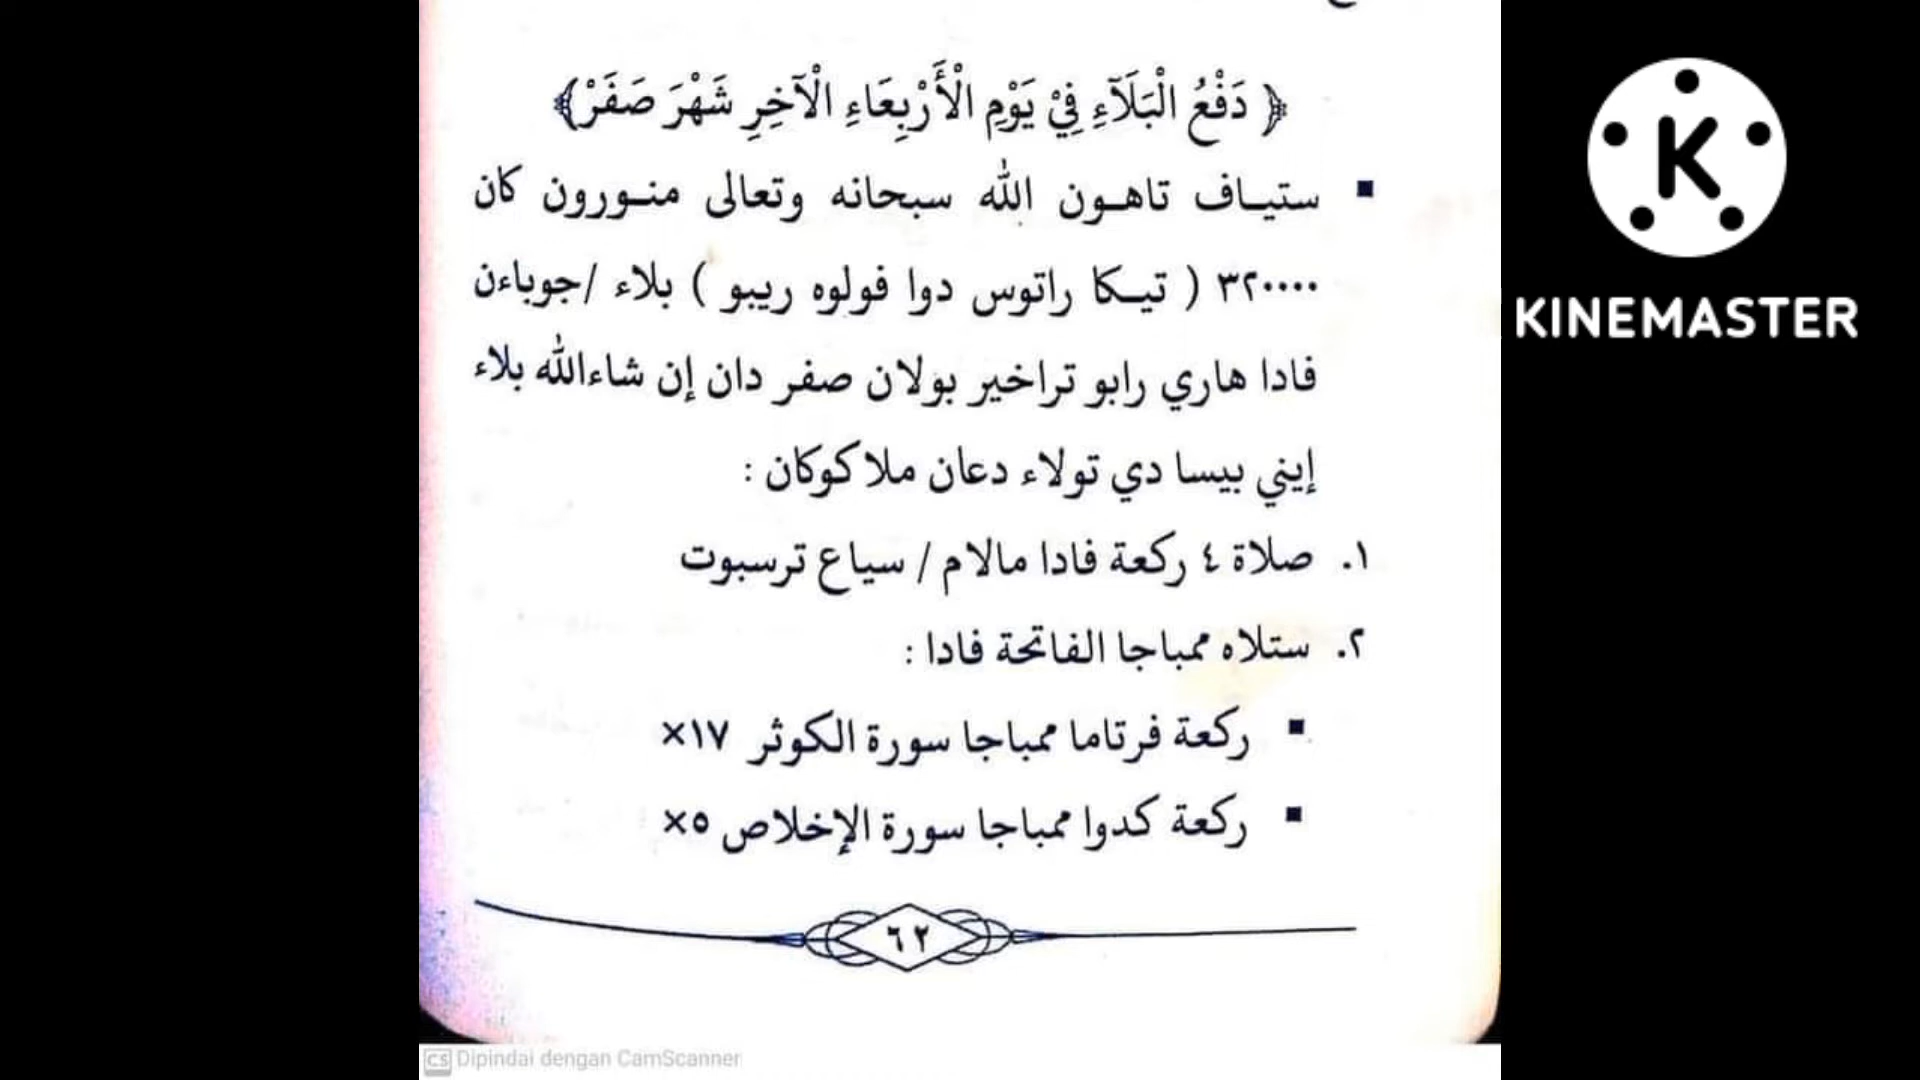 ﴿ دَفْعُ الْبَلَآءِ فِيْ يَوْمِ الْأَرْبِعَاءِ الْآخِرِ شَهْرَ صَفَرْ﴾
▪ ستياف تاهون الله سبحانه وتعالى منورون كان
٣٢٠٠٠٠ ( تيكا راتوس دوا فولوه ريبو ) بلاء /جوباءن
فادا هاري رابو تراخير بولان صفر دان إن شاءالله بلاء
إيني بيسا دي تولاء دعان ملاكوكان :
١. صلاة ٤ ركعة فادا مالام / سياع ترسبوت
٢. ستلاه ممباجا الفاتحة فادا :
▪ ركعة فرتاما ممباجا سورة الكوثر ١٧×
▪ ركعة كدوا ممباجا سورة الإخلاص ٥×
٦٢
K
KINEMASTER
CS Dipindai dengan CamScanner